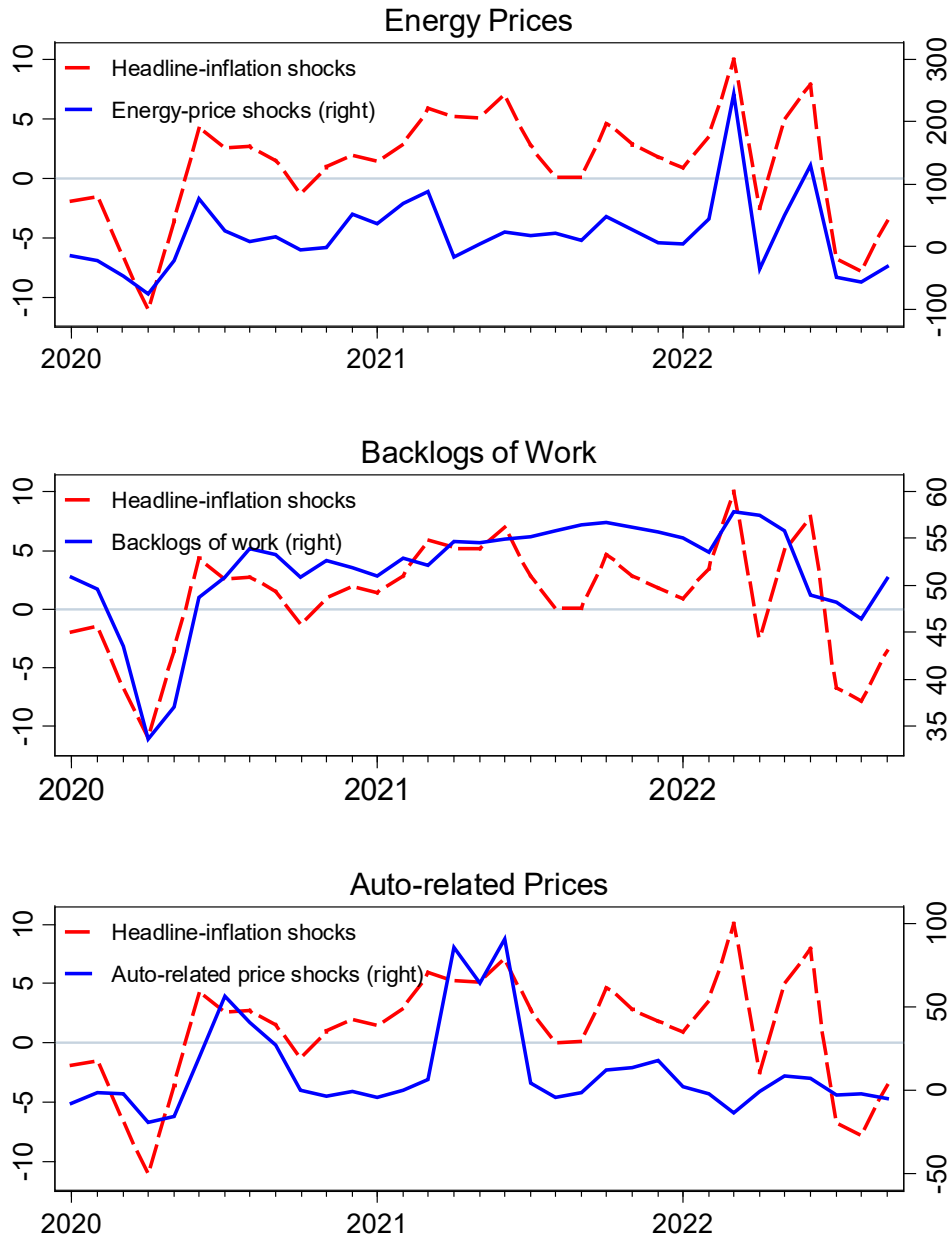 Energy Prices
10
5
0
-5
-10
Headline-inflation shocks
Energy-price shocks (right)
300
200
100
0
-100
2020 2021 2022
Backlogs of Work
10
5
0
-5
-10
Headline-inflation shocks
Backlogs of work (right)
60
55
50
45
40
35
2020 2021 2022
Auto-related Prices
10
5
0
-5
-10
Headline-inflation shocks
Auto-related price shocks (right)
100
50
0
-50
2020 2021 2022